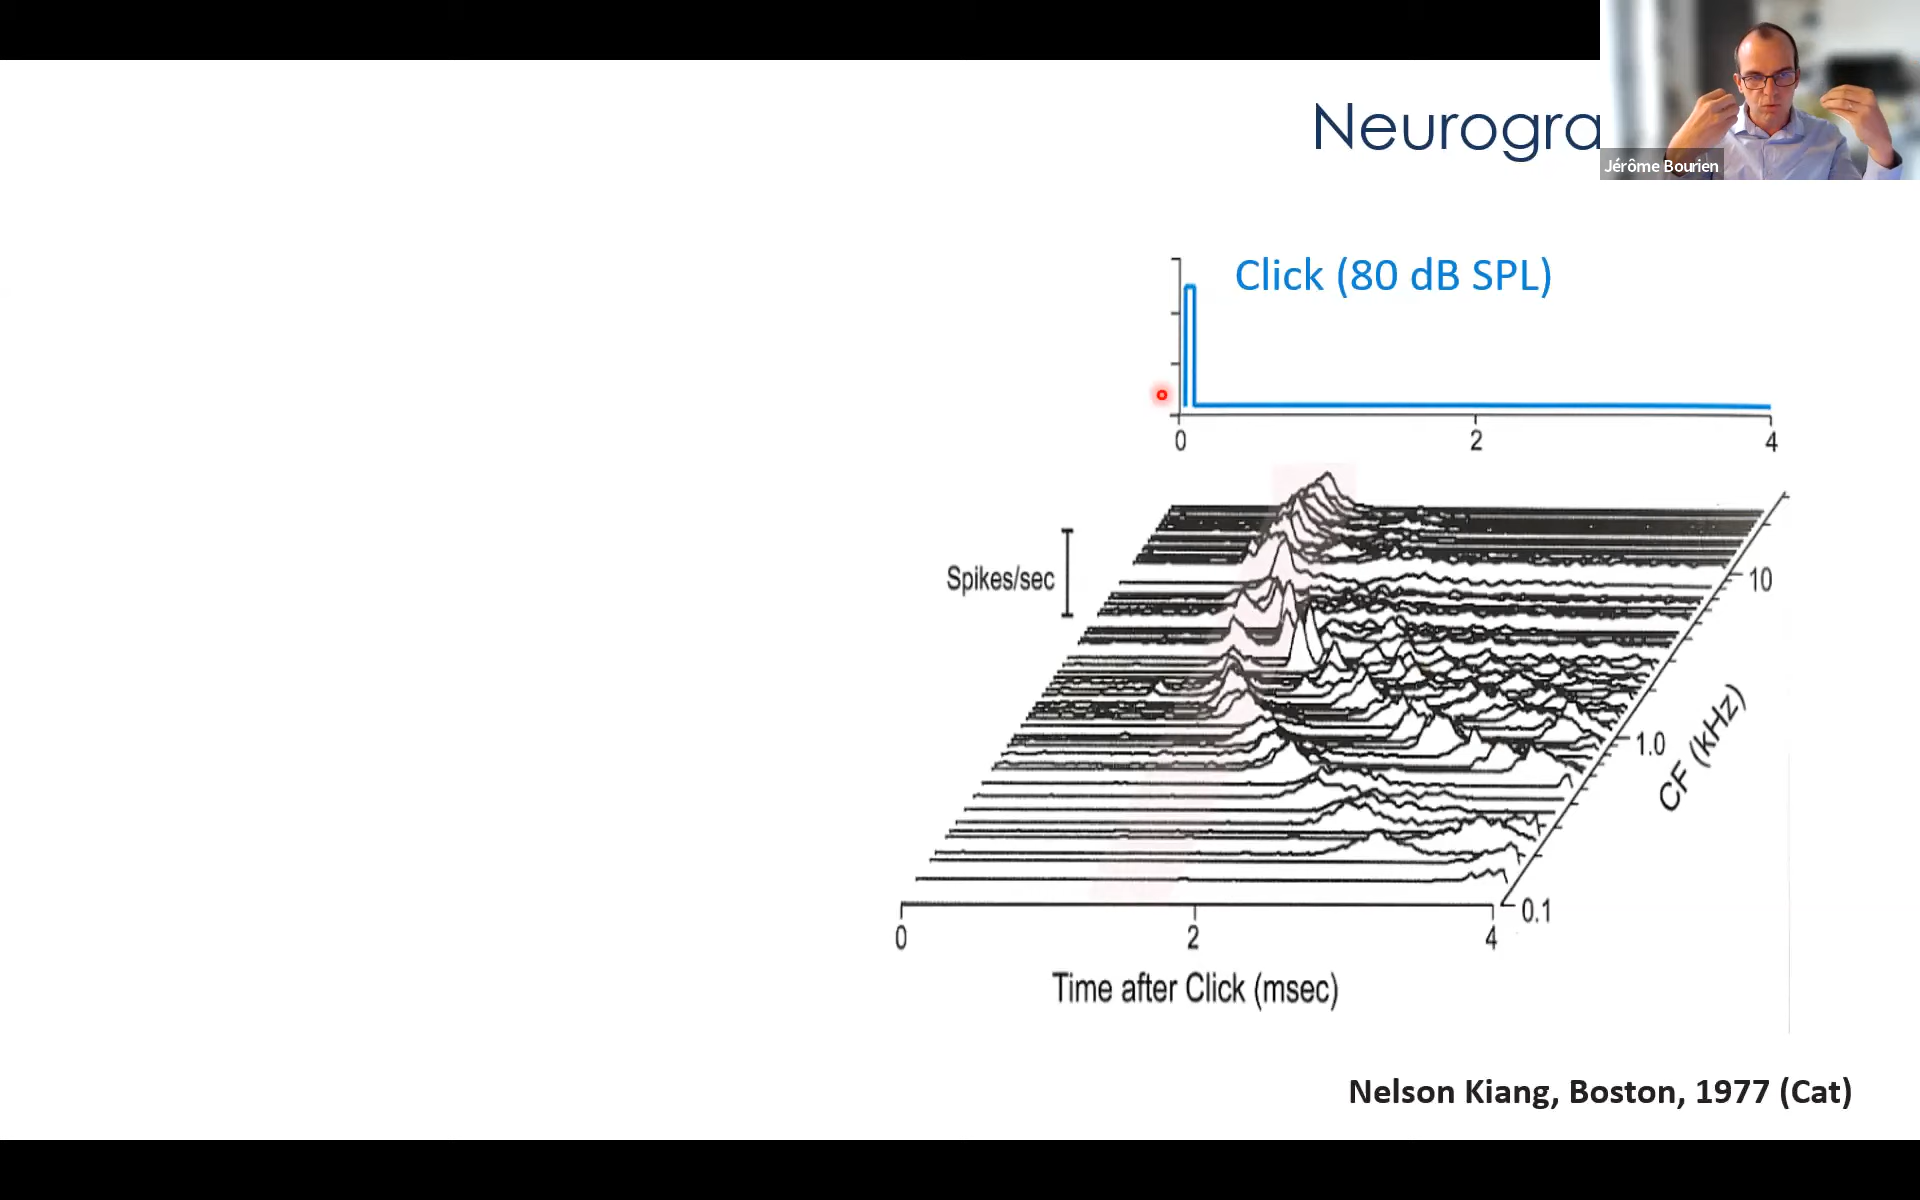 Neurogra
Jérôme Bourien
Click (80 dB SPL)
0 2 4
Spikes/sec
10
1.0
CF (kHz)
0.1
0 2 4
Time after Click (msec)
Nelson Kiang, Boston, 1977 (Cat)